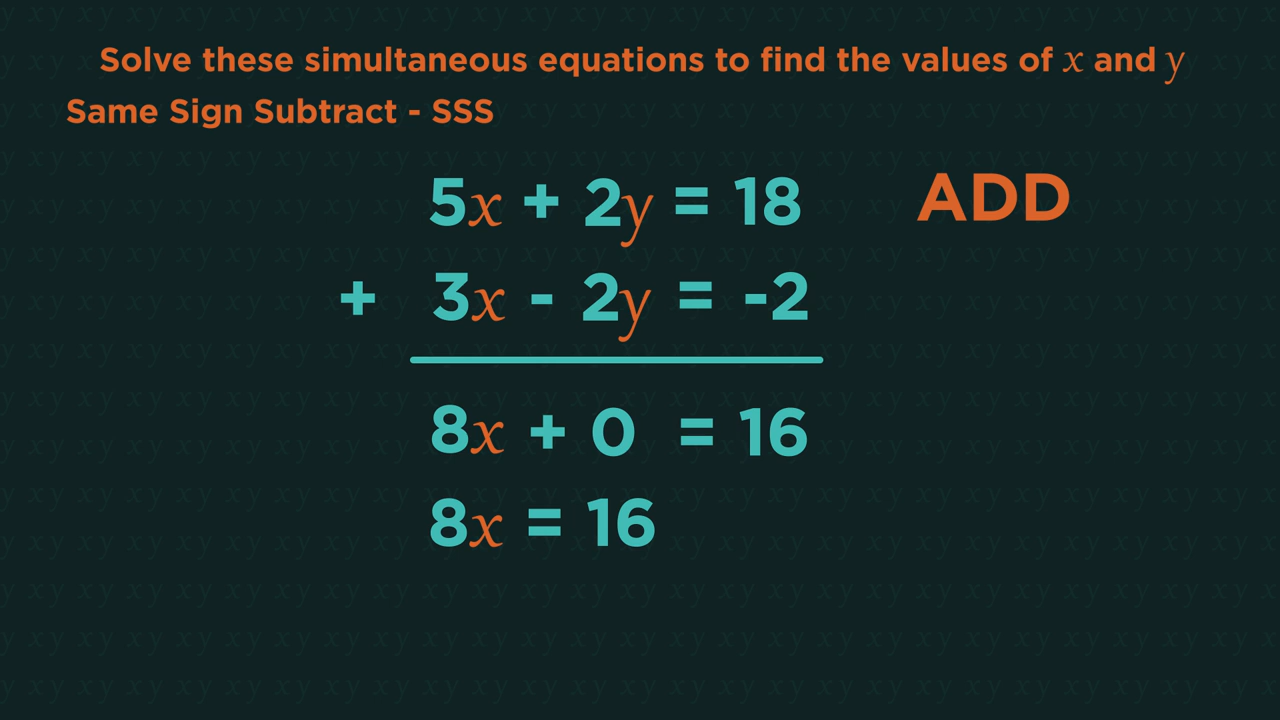 Solve these simultaneous equations to find the values of x and y
Same Sign Subtract - SSS
5x + 2y = 18 ADD
+ 3x - 2y = -2
8x + 0 = 16
8x = 16